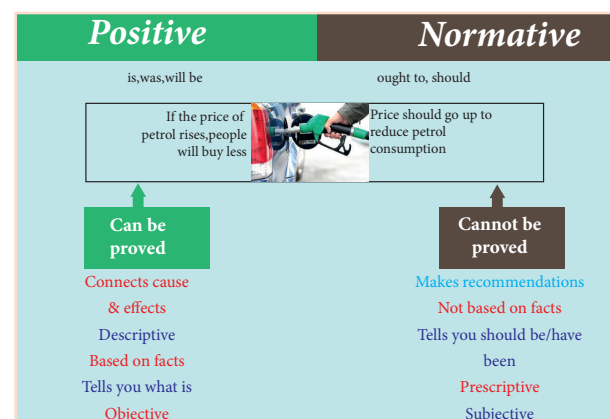 Positive
Normative
is,was,will be
ought to, should
If the price of
petrol rises,people
will buy less
Price should go up to
reduce petrol
consumption
Can be
proved
Cannot be
proved
Connects cause
& effects
Descriptive
Based on facts
Tells you what is
Objective
Makes recommendations
Not based on facts
Tells you should be/have
been
Prescriptive
Subjective